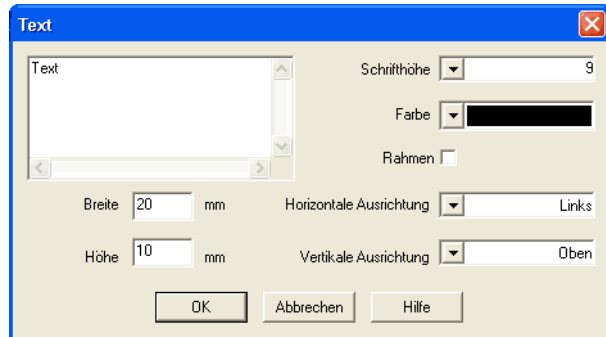 Text
Text
Schrifthöhe 9
Farbe
Rahmen
Breite 20 mm
Horizontale Ausrichtung Links
Höhe 10 mm
Vertikale Ausrichtung Oben
OK Abbrechen Hilfe